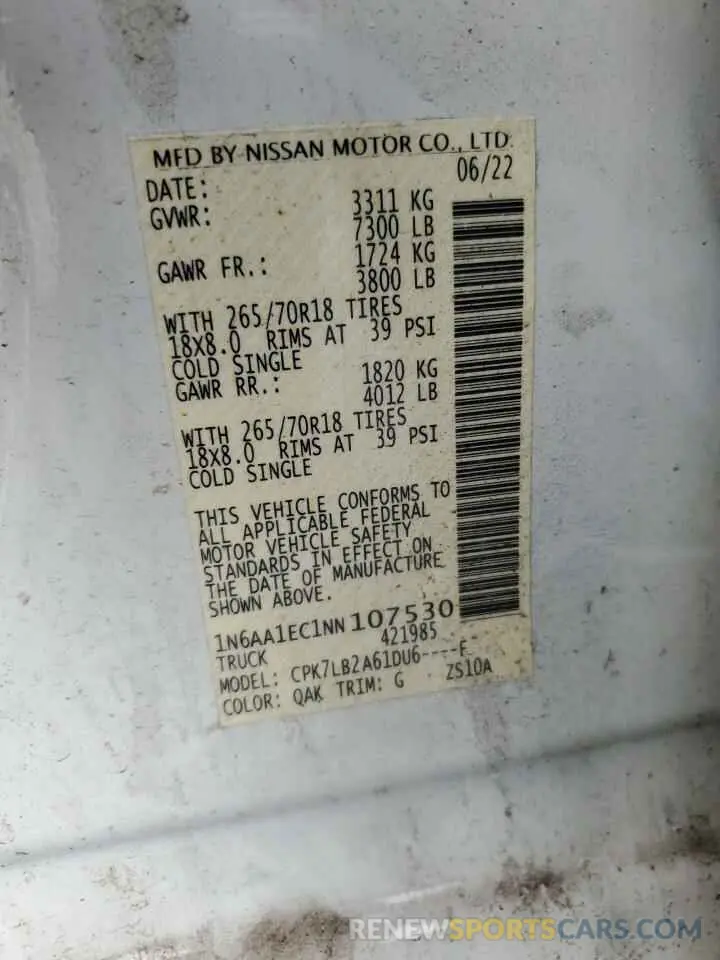 MFD BY NISSAN MOTOR CO., LTD.
DATE: 06/22
GVWR: 3311 KG
7300 LB
GAWR FR.: 1724 KG
3800 LB
WITH 265/70R18 TIRES
18X8.0 RIMS AT 39 PSI
COLD SINGLE
GAWR RR.: 1820 KG
4012 LB
WITH 265/70R18 TIRES
18X8.0 RIMS AT 39 PSI
COLD SINGLE
THIS VEHICLE CONFORMS TO
ALL APPLICABLE FEDERAL
MOTOR VEHICLE SAFETY
STANDARDS IN EFFECT ON
THE DATE OF MANUFACTURE
SHOWN ABOVE.
1N6AA1EC1NN107530
TRUCK 421985
MODEL: CPK7LB2A61DU6----F
COLOR: QAK TRIM: G ZS10A
RENEWSPORTSCARS.COM